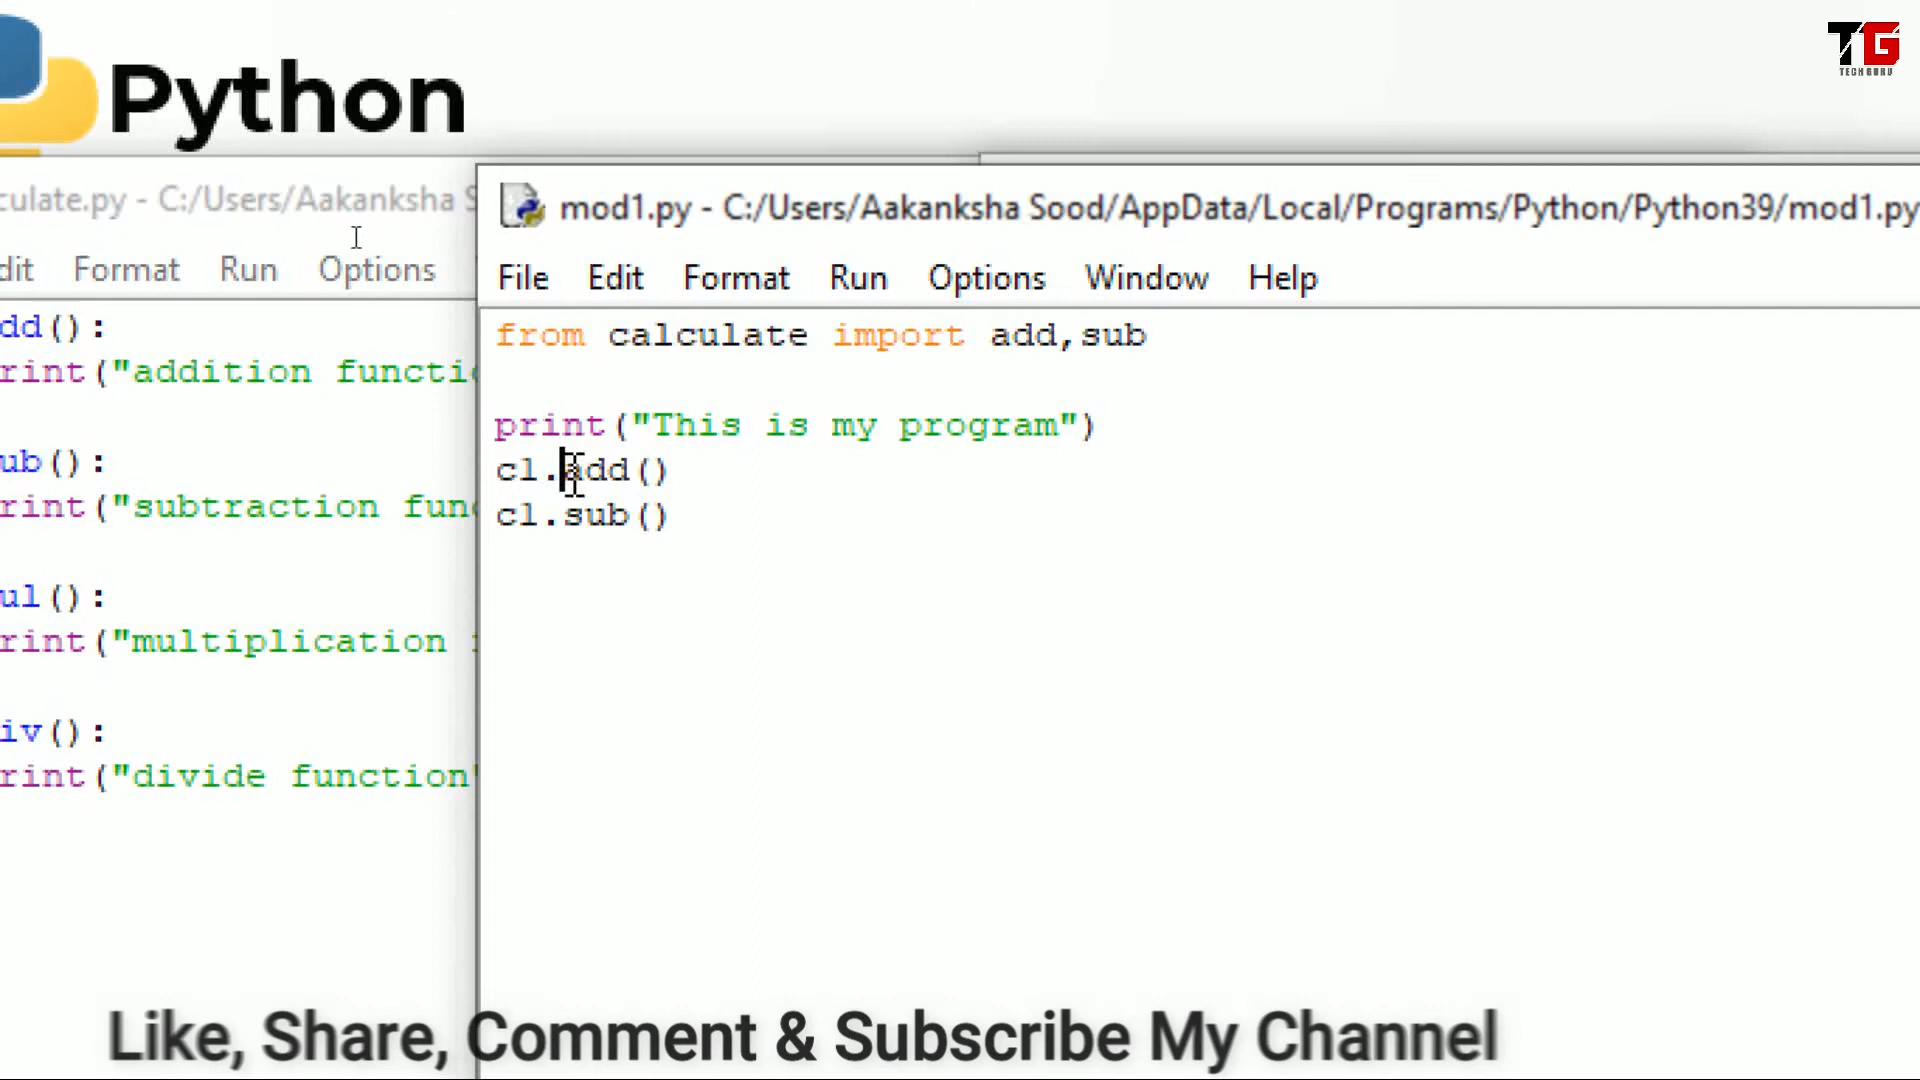 Python
TG
TECH GURU
culate.py - C:/Users/Aakanksha S
dit Format Run Options
dd():
rint("addition functi
ub():
rint("subtraction fun
ul():
rint("multiplication
iv():
rint("divide function"
mod1.py - C:/Users/Aakanksha Sood/AppData/Local/Programs/Python/Python39/mod1.py
File Edit Format Run Options Window Help
from calculate import add,sub
print("This is my program")
cl.add()
cl.sub()
Like, Share, Comment & Subscribe My Channel